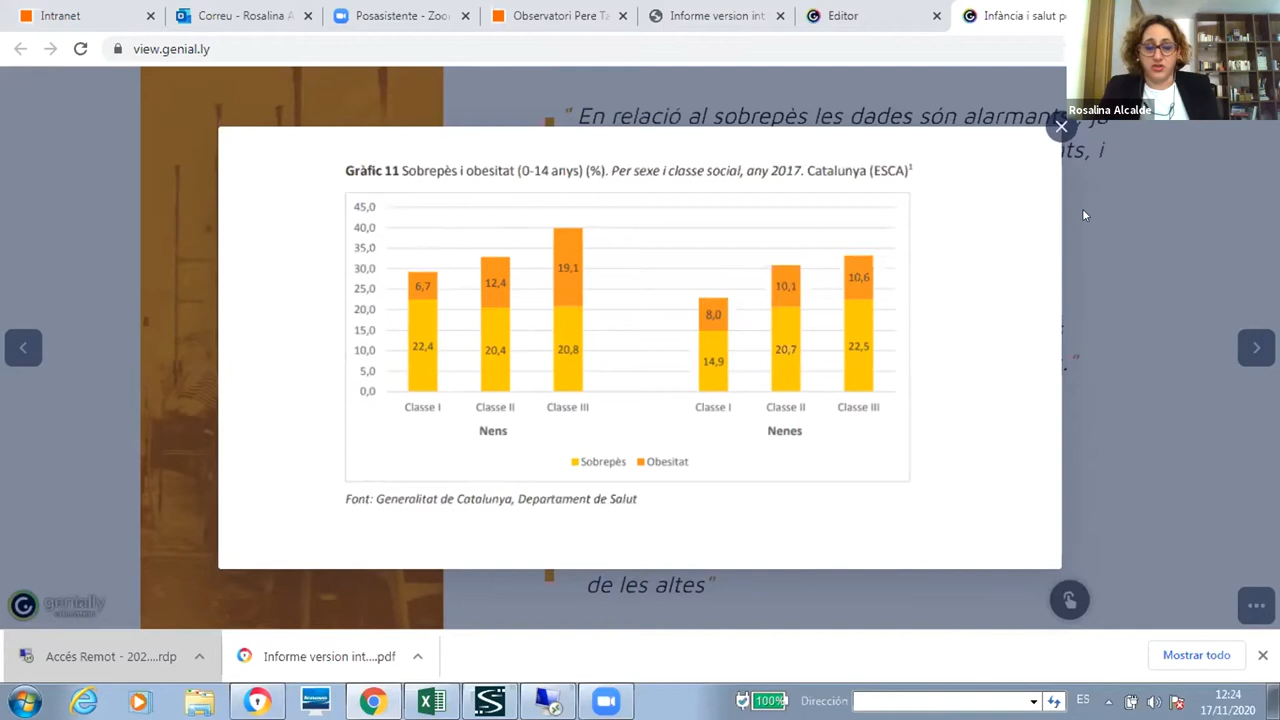 Intranet
Correu - Rosalina A
Posasistente - Zoo
Observatori Pere Ta
Informe version int
Editor
Infància i salut p
view.genial.ly
Rosalina Alcalde
" En relació al sobrepès les dades són alarmants
ts, i
Gràfic 11 Sobrepès i obesitat (0-14 anys) (%). Per sexe i classe social, any 2017. Catalunya (ESCA)1
45,0
40,0
35,0
30,0
25,0
20,0
15,0
10,0
5,0
0,0
6,7
12,4
19,1
8,0
10,1
10,6
22,4
20,4
20,8
14,9
20,7
22,5
Classe I
Classe II
Classe III
Classe I
Classe II
Classe III
Nens
Nenes
Sobrepès
Obesitat
Font: Generalitat de Catalunya, Departament de Salut
."
de les altes"
genially
Accés Remot - 202....rdp
Informe version int....pdf
Mostrar todo
100%
Dirección
ES
12:24
17/11/2020